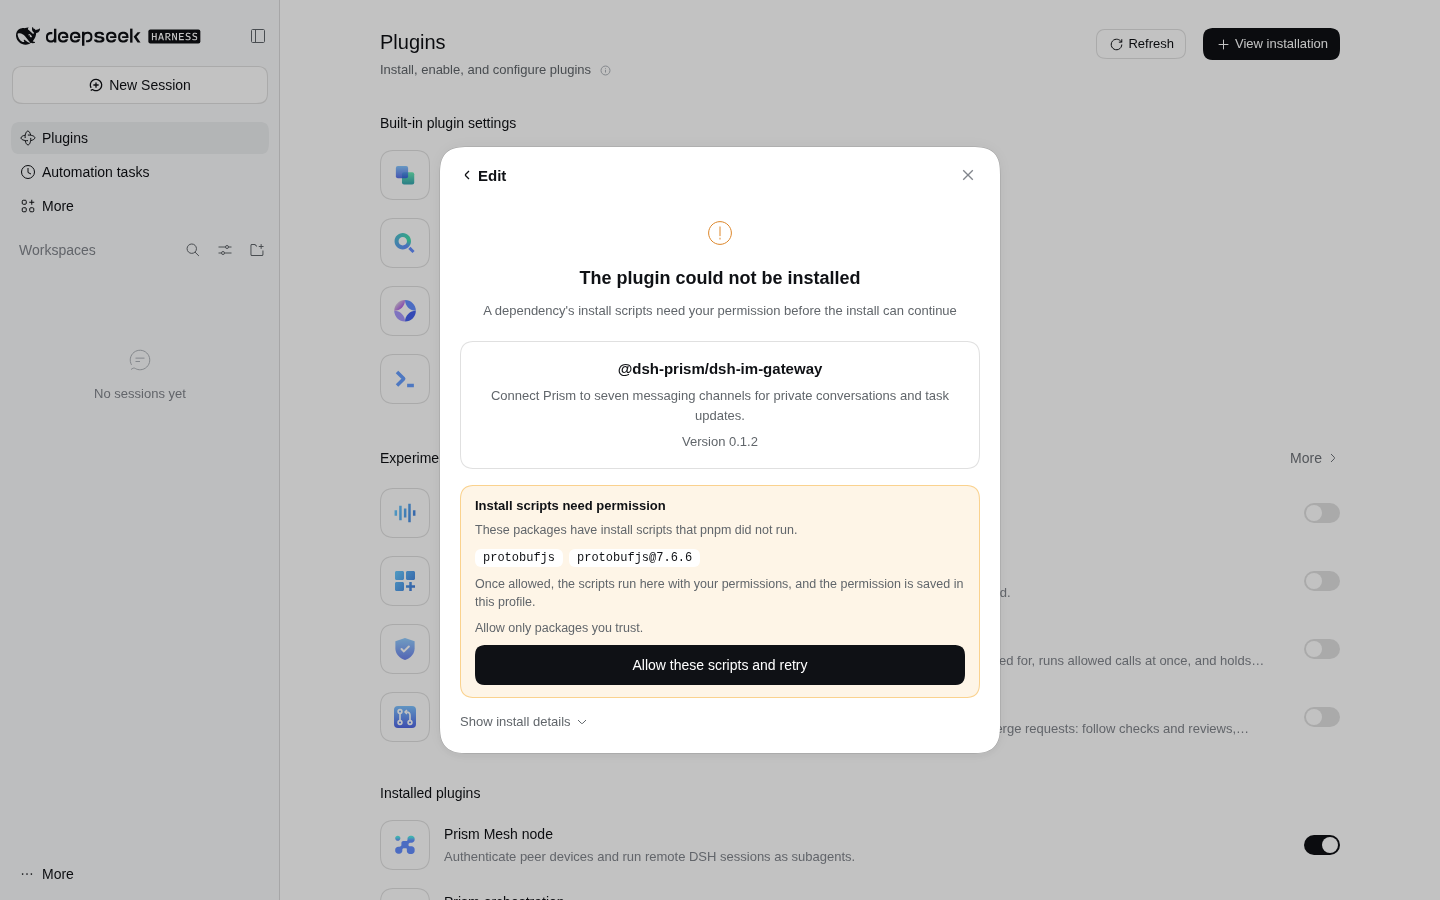 deepseek HARNESS
New Session
Plugins
Automation tasks
More
Workspaces
No sessions yet
More
Plugins
Install, enable, and configure plugins
Refresh
View installation
Built-in plugin settings
Edit
The plugin could not be installed
A dependency's install scripts need your permission before the install can continue
@dsh-prism/dsh-im-gateway
Connect Prism to seven messaging channels for private conversations and task
updates.
Version 0.1.2
Install scripts need permission
These packages have install scripts that pnpm did not run.
protobufjs protobufjs@7.6.6
Once allowed, the scripts run here with your permissions, and the permission is saved in
this profile.
Allow only packages you trust.
Allow these scripts and retry
Show install details
Experime
More
d.
ed for, runs allowed calls at once, and holds…
erge requests: follow checks and reviews,…
Installed plugins
Prism Mesh node
Authenticate peer devices and run remote DSH sessions as subagents.
Prism orchestration